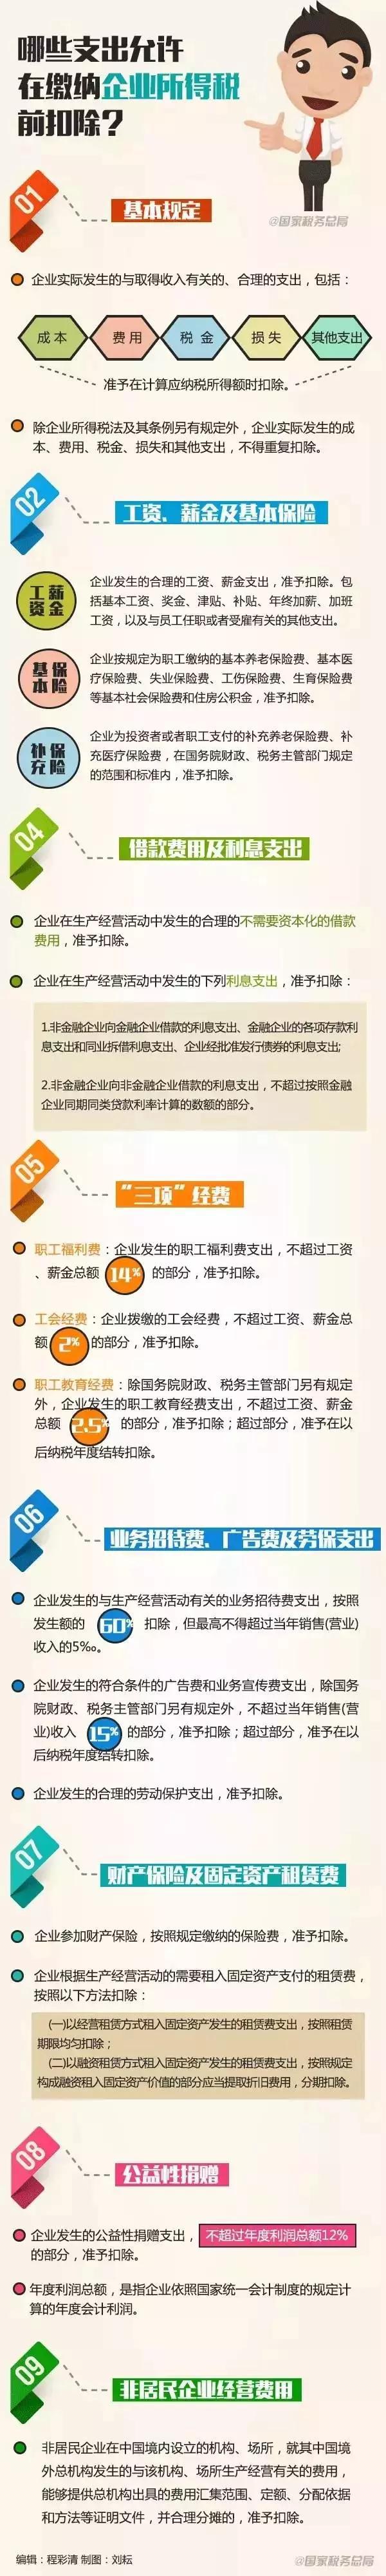 哪些支出允许
在缴纳企业所得税
前扣除？
@国家税务总局
01
基本规定
企业实际发生的与取得收入有关的、合理的支出，包括：
成本 费用 税金 损失 其他支出
准予在计算应纳税所得额时扣除。
除企业所得税法及其条例另有规定外，企业实际发生的成
本、费用、税金、损失和其他支出，不得重复扣除。
02
工资、薪金及基本保险
工薪
资金
企业发生的合理的工资、薪金支出，准予扣除。包
括基本工资、奖金、津贴、补贴、年终加薪、加班
工资，以及与员工任职或者受雇有关的其他支出。
基保
本险
企业按规定为职工缴纳的基本养老保险费、基本医
疗保险费、失业保险费、工伤保险费、生育保险费
等基本社会保险费和住房公积金，准予扣除。
补保
充险
企业为投资者或者职工支付的补充养老保险费、补
充医疗保险费，在国务院财政、税务主管部门规定
的范围和标准内，准予扣除。
04
借款费用及利息支出
企业在生产经营活动中发生的合理的不需要资本化的借款
费用，准予扣除。
企业在生产经营活动中发生的下列利息支出，准予扣除：
1.非金融企业向金融企业借款的利息支出、金融企业的各项存款利
息支出和同业拆借利息支出、企业经批准发行债券的利息支出;
2.非金融企业向非金融企业借款的利息支出，不超过按照金融
企业同期同类贷款利率计算的数额的部分。
05
“三项”经费
职工福利费：企业发生的职工福利费支出，不超过工资
、薪金总额 14% 的部分，准予扣除。
工会经费：企业拨缴的工会经费，不超过工资、薪金总
额 2% 的部分，准予扣除。
职工教育经费：除国务院财政、税务主管部门另有规定
外，企业发生的职工教育经费支出，不超过工资、薪金
总额 2.5% 的部分，准予扣除；超过部分，准予在以
后纳税年度结转扣除。
06
业务招待费、广告费及劳保支出
企业发生的与生产经营活动有关的业务招待费支出，按照
发生额的 60% 扣除，但最高不得超过当年销售(营业)
收入的5‰。
企业发生的符合条件的广告费和业务宣传费支出，除国务
院财政、税务主管部门另有规定外，不超过当年销售(营
业)收入 15% 的部分，准予扣除；超过部分，准予在以
后纳税年度结转扣除。
企业发生的合理的劳动保护支出，准予扣除。
07
财产保险及固定资产租赁费
企业参加财产保险，按照规定缴纳的保险费，准予扣除。
企业根据生产经营活动的需要租入固定资产支付的租赁费，
按照以下方法扣除：
(一)以经营租赁方式租入固定资产发生的租赁费支出，按照租赁
期限均匀扣除；
(二)以融资租赁方式租入固定资产发生的租赁费支出，按照规定
构成融资租入固定资产价值的部分应当提取折旧费用，分期扣除。
08
公益性捐赠
企业发生的公益性捐赠支出，不超过年度利润总额12%
的部分，准予扣除。
年度利润总额，是指企业依照国家统一会计制度的规定计
算的年度会计利润。
09
非居民企业经营费用
非居民企业在中国境内设立的机构、场所，就其中国境
外总机构发生的与该机构、场所生产经营有关的费用，
能够提供总机构出具的费用汇集范围、定额、分配依据
和方法等证明文件，并合理分摊的，准予扣除。
编辑：程彩清 制图：刘耘
@国家税务总局